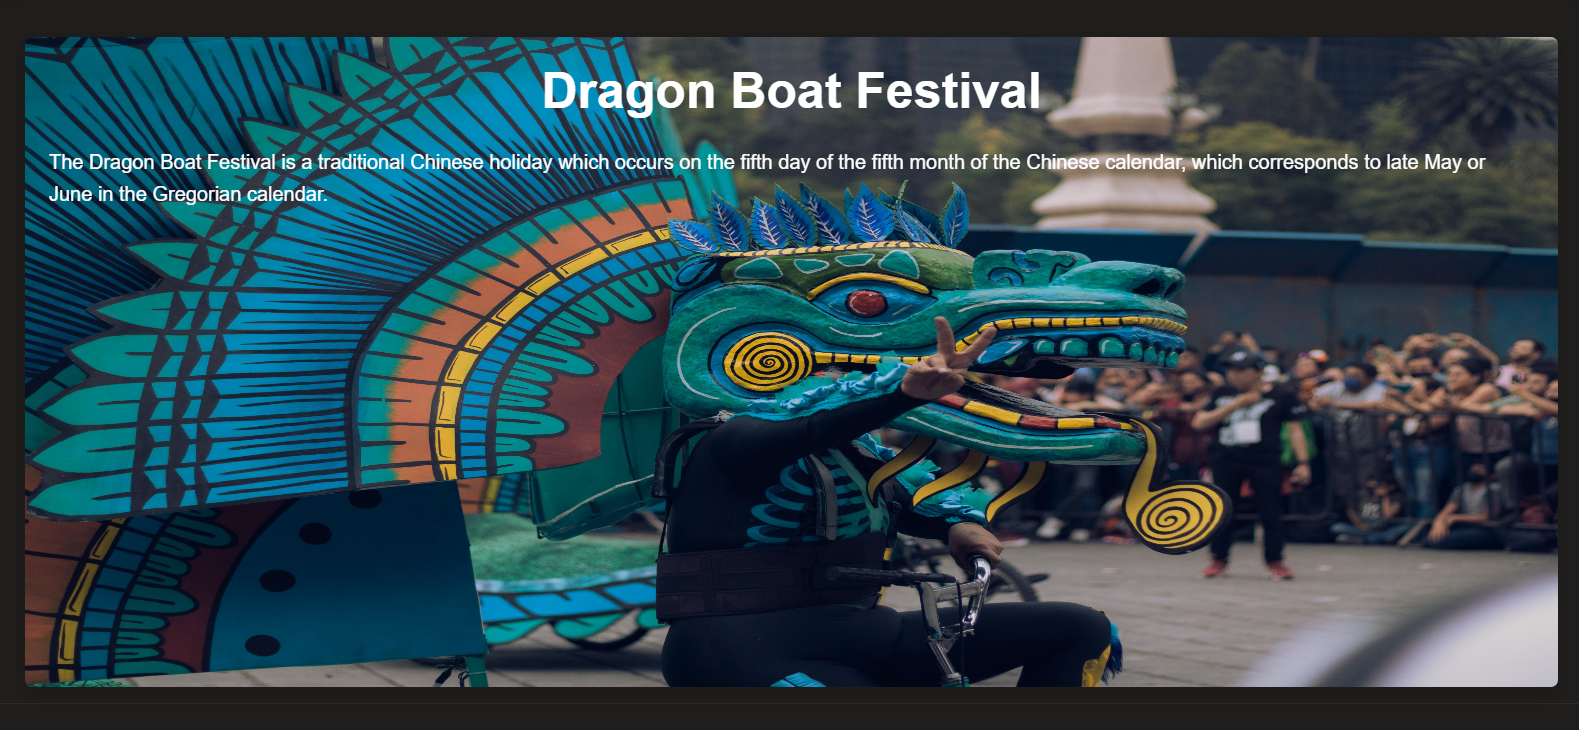 Dragon Boat Festival
The Dragon Boat Festival is a traditional Chinese holiday which occurs on the fifth day of the fifth month of the Chinese calendar, which corresponds to late May or
June in the Gregorian calendar.